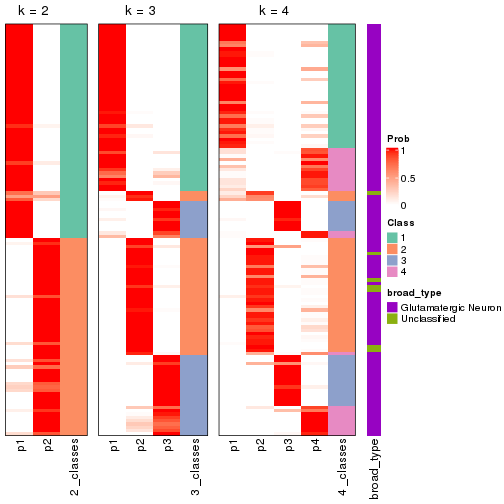 k = 2
k = 3
k = 4
p1
p2
2_classes
p1
p2
p3
3_classes
p1
p2
p3
p4
4_classes
broad_type
Prob
1
0.5
0
Class
1
2
3
4
broad_type
Glutamatergic Neuron
Unclassified